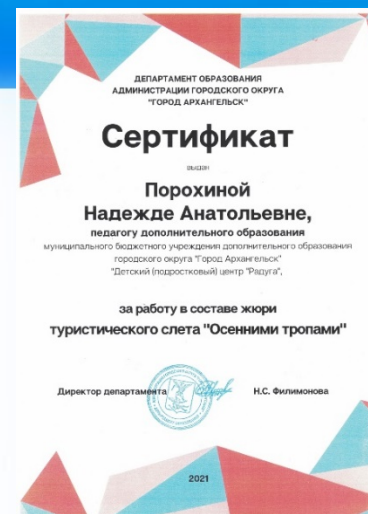 ДЕПАРТАМЕНТ ОБРАЗОВАНИЯ
АДМИНИСТРАЦИИ ГОРОДСКОГО ОКРУГА
"ГОРОД АРХАНГЕЛЬСК"
Сертификат
выдан
Порохиной
Надежде Анатольевне,
педагогу дополнительного образования
муниципального бюджетного учреждения дополнительного образования
городского округа "Город Архангельск"
"Детский (подростковый) центр "Радуга",
за работу в составе жюри
туристического слета "Осенними тропами"
Директор департамента Н.С. Филимонова
2021